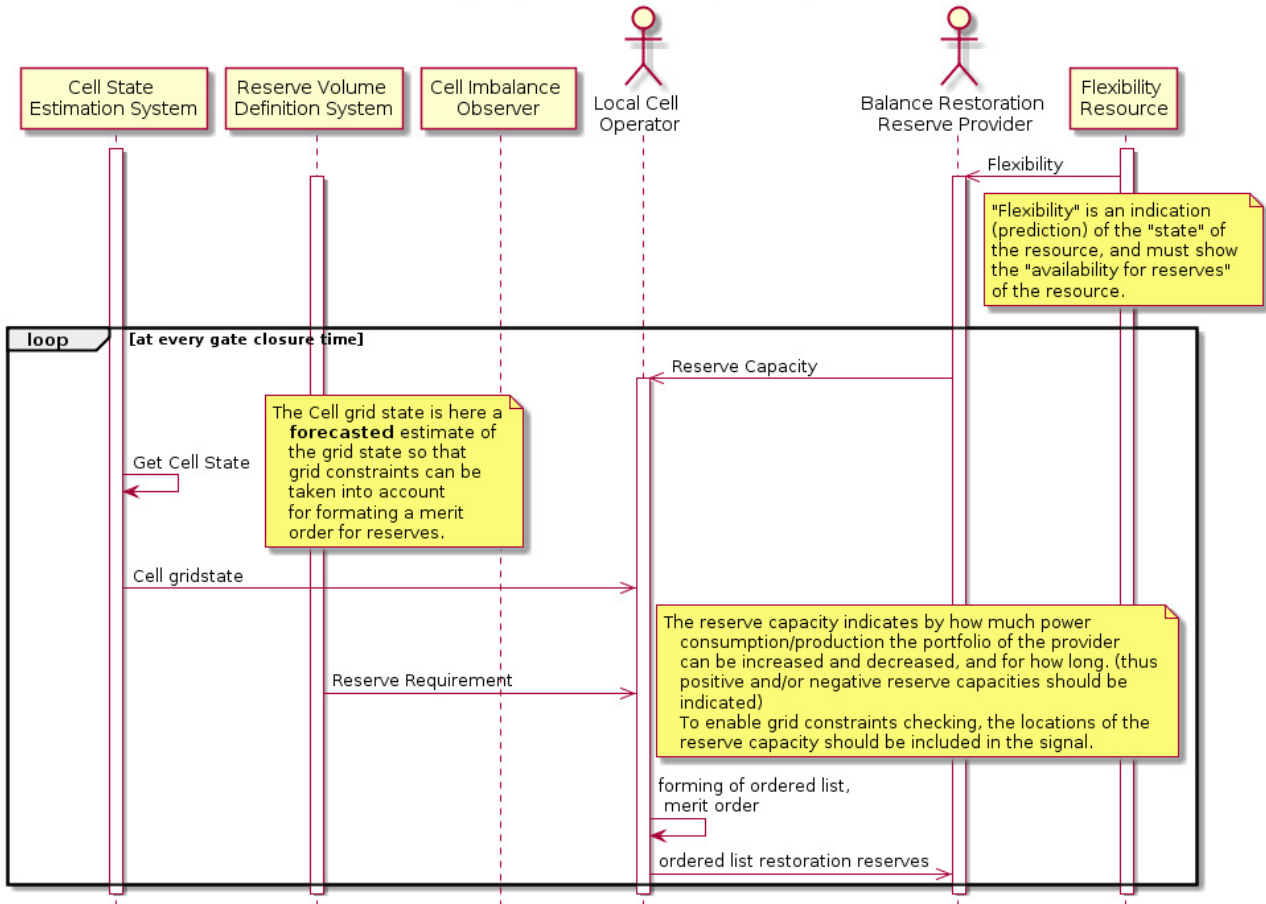 Cell State
Estimation System
Reserve Volume
Definition System
Cell Imbalance
Observer
Local Cell
Operator
Balance Restoration
Reserve Provider
Flexibility
Resource
Flexibility
"Flexibility" is an indication
(prediction) of the "state" of
the resource, and must show
the "availability for reserves"
of the resource.
loop
[at every gate closure time]
Reserve Capacity
The Cell grid state is here a
forecasted estimate of
the grid state so that
grid constraints can be
taken into account
for formating a merit
order for reserves.
Get Cell State
Cell gridstate
The reserve capacity indicates by how much power
consumption/production the portfolio of the provider
can be increased and decreased, and for how long. (thus
positive and/or negative reserve capacities should be
indicated)
To enable grid constraints checking, the locations of the
reserve capacity should be included in the signal.
Reserve Requirement
forming of ordered list,
merit order
ordered list restoration reserves